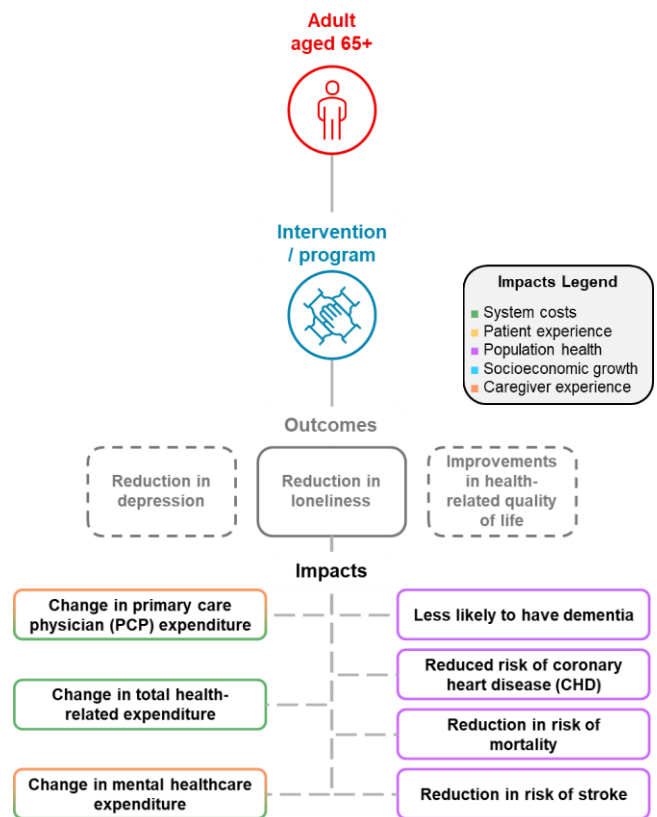 Adult
aged 65+
Intervention
/ program
Impacts Legend
System costs
Patient experience
Population health
Socioeconomic growth
Caregiver experience
Outcomes
Reduction in
depression
Reduction in
loneliness
Improvements
in health-
related quality
of life
Impacts
Change in primary care
physician (PCP) expenditure
Less likely to have dementia
Reduced risk of coronary
heart disease (CHD)
Change in total health-
related expenditure
Reduction in risk of
mortality
Change in mental healthcare
expenditure
Reduction in risk of stroke